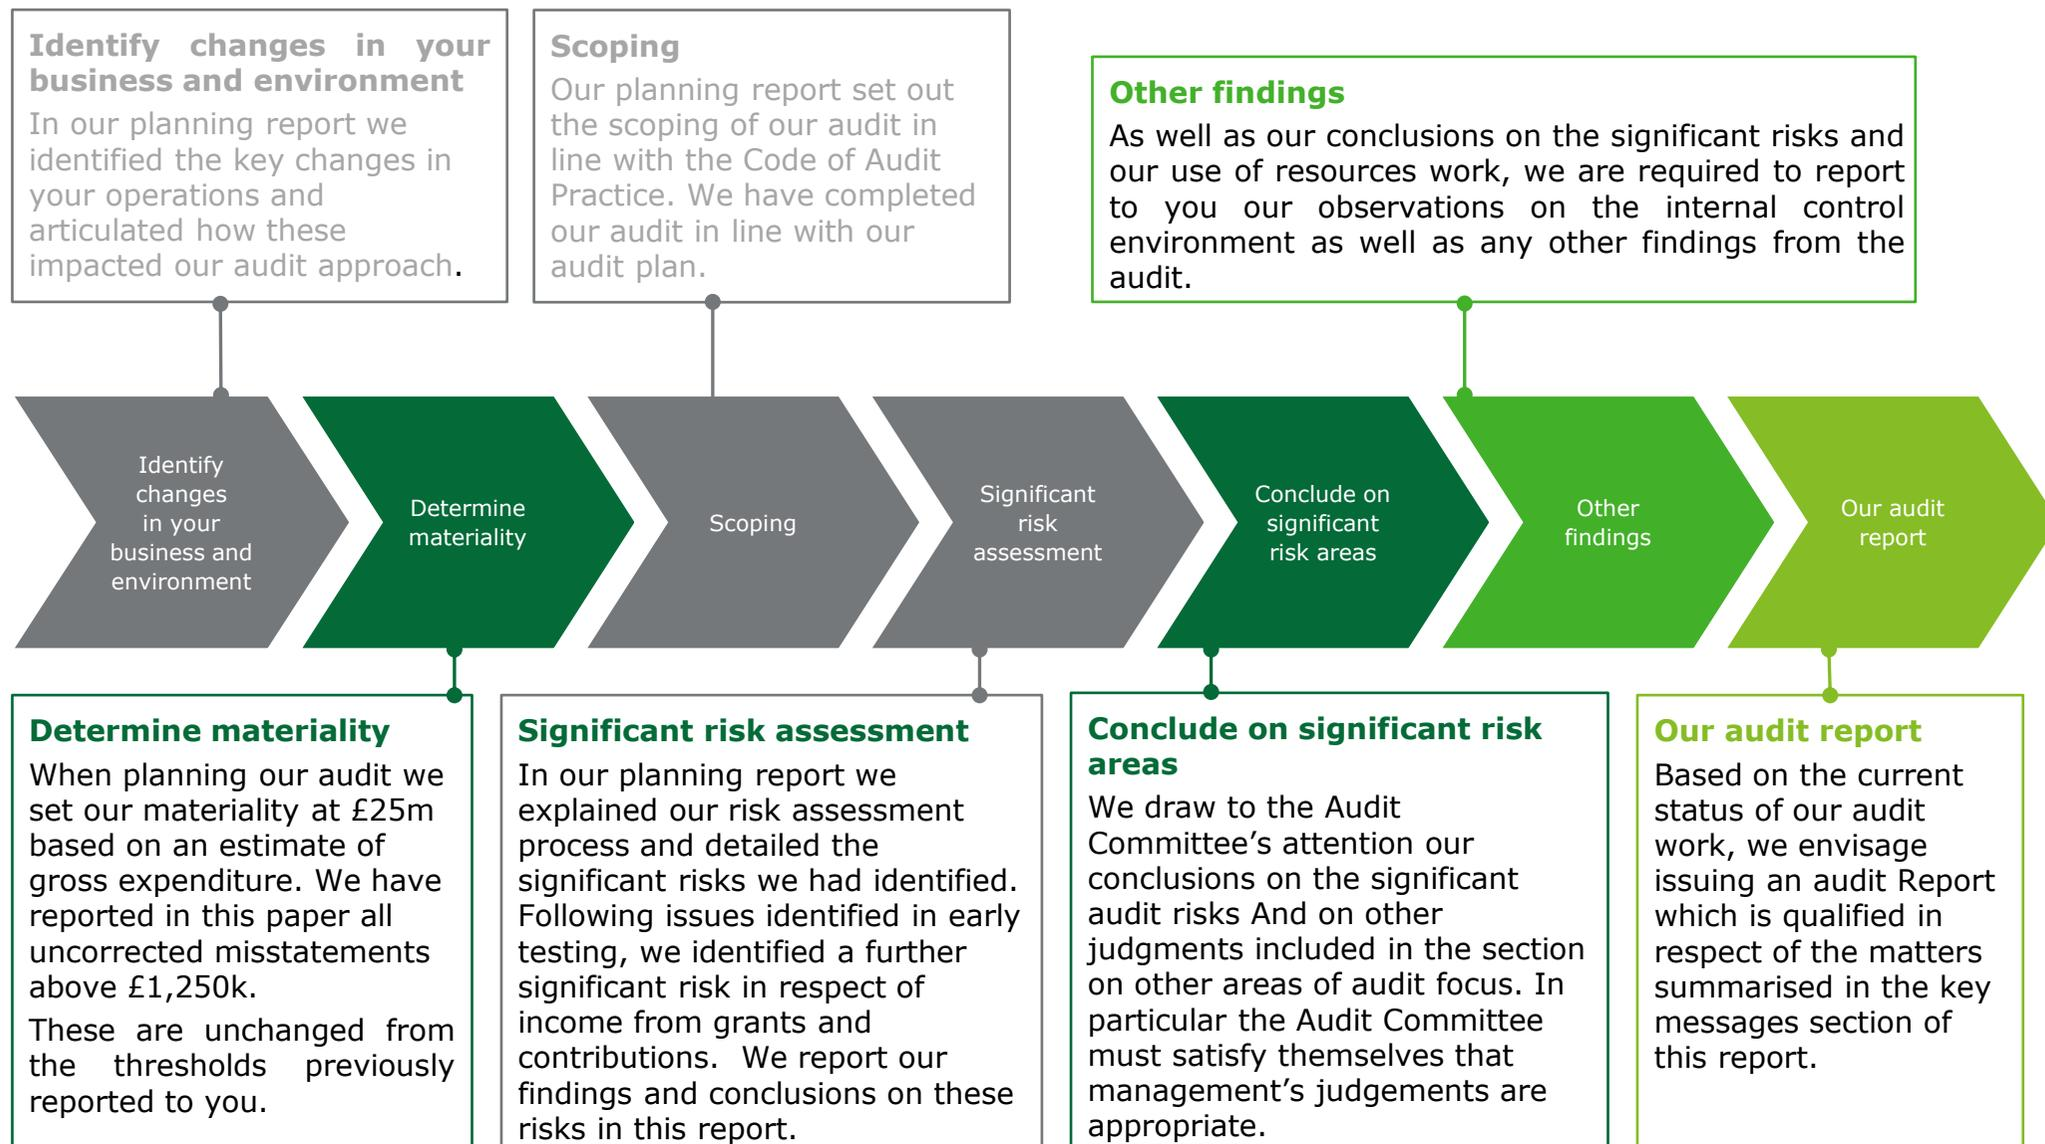 Identify changes in your
business and environment
In our planning report we
identified the key changes in
your operations and
articulated how these
impacted our audit approach.
Scoping
Our planning report set out
the scoping of our audit in
line with the Code of Audit
Practice. We have completed
our audit in line with our
audit plan.
Other findings
As well as our conclusions on the significant risks and
our use of resources work, we are required to report
to you our observations on the internal control
environment as well as any other findings from the
audit.
Identify
changes
in your
business and
environment
Determine
materiality
Scoping
Significant
risk
assessment
Conclude on
significant
risk areas
Other
findings
Our audit
report
Determine materiality
When planning our audit we
set our materiality at £25m
based on an estimate of
gross expenditure. We have
reported in this paper all
uncorrected misstatements
above £1,250k.
These are unchanged from
the thresholds previously
reported to you.
Significant risk assessment
In our planning report we
explained our risk assessment
process and detailed the
significant risks we had identified.
Following issues identified in early
testing, we identified a further
significant risk in respect of
income from grants and
contributions.  We report our
findings and conclusions on these
risks in this report.
Conclude on significant risk
areas
We draw to the Audit
Committee’s attention our
conclusions on the significant
audit risks And on other
judgments included in the section
on other areas of audit focus. In
particular the Audit Committee
must satisfy themselves that
management’s judgements are
appropriate.
Our audit report
Based on the current
status of our audit
work, we envisage
issuing an audit Report
which is qualified in
respect of the matters
summarised in the key
messages section of
this report.